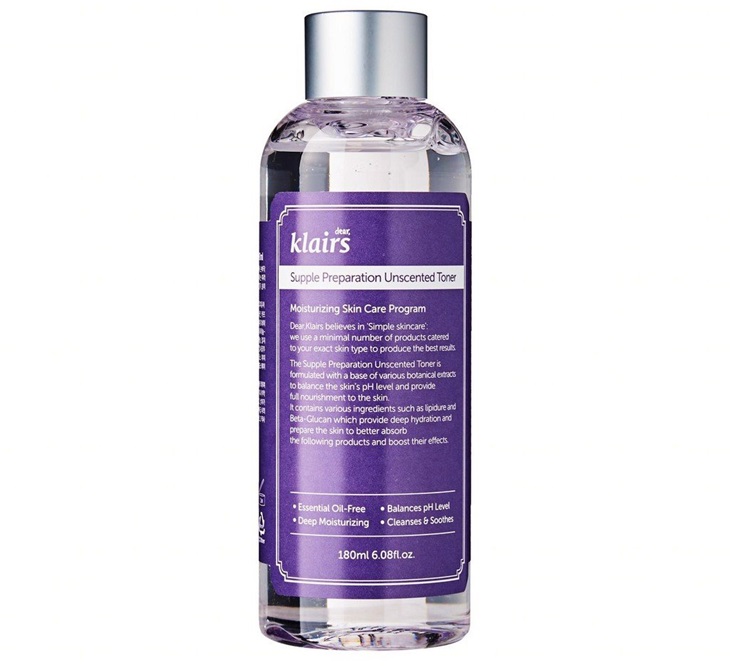 dear,
klairs
Supple Preparation Unscented Toner
Moisturizing Skin Care Program
Dear,Klairs believes in 'Simple skincare':
we use a minimal number of products catered
to your exact skin type to produce the best results.
The Supple Preparation Unscented Toner is
formulated with a base of various botanical extracts
to balance the skin's pH level and provide
full nourishment to the skin.
It contains various ingredients such as lipidure and
Beta-Glucan which provide deep hydration and
prepare the skin to better absorb
the following products and boost their effects.
• Essential Oil-Free • Balances pH Level
• Deep Moisturizing • Cleanses & Soothes
180ml 6.08fl.oz.